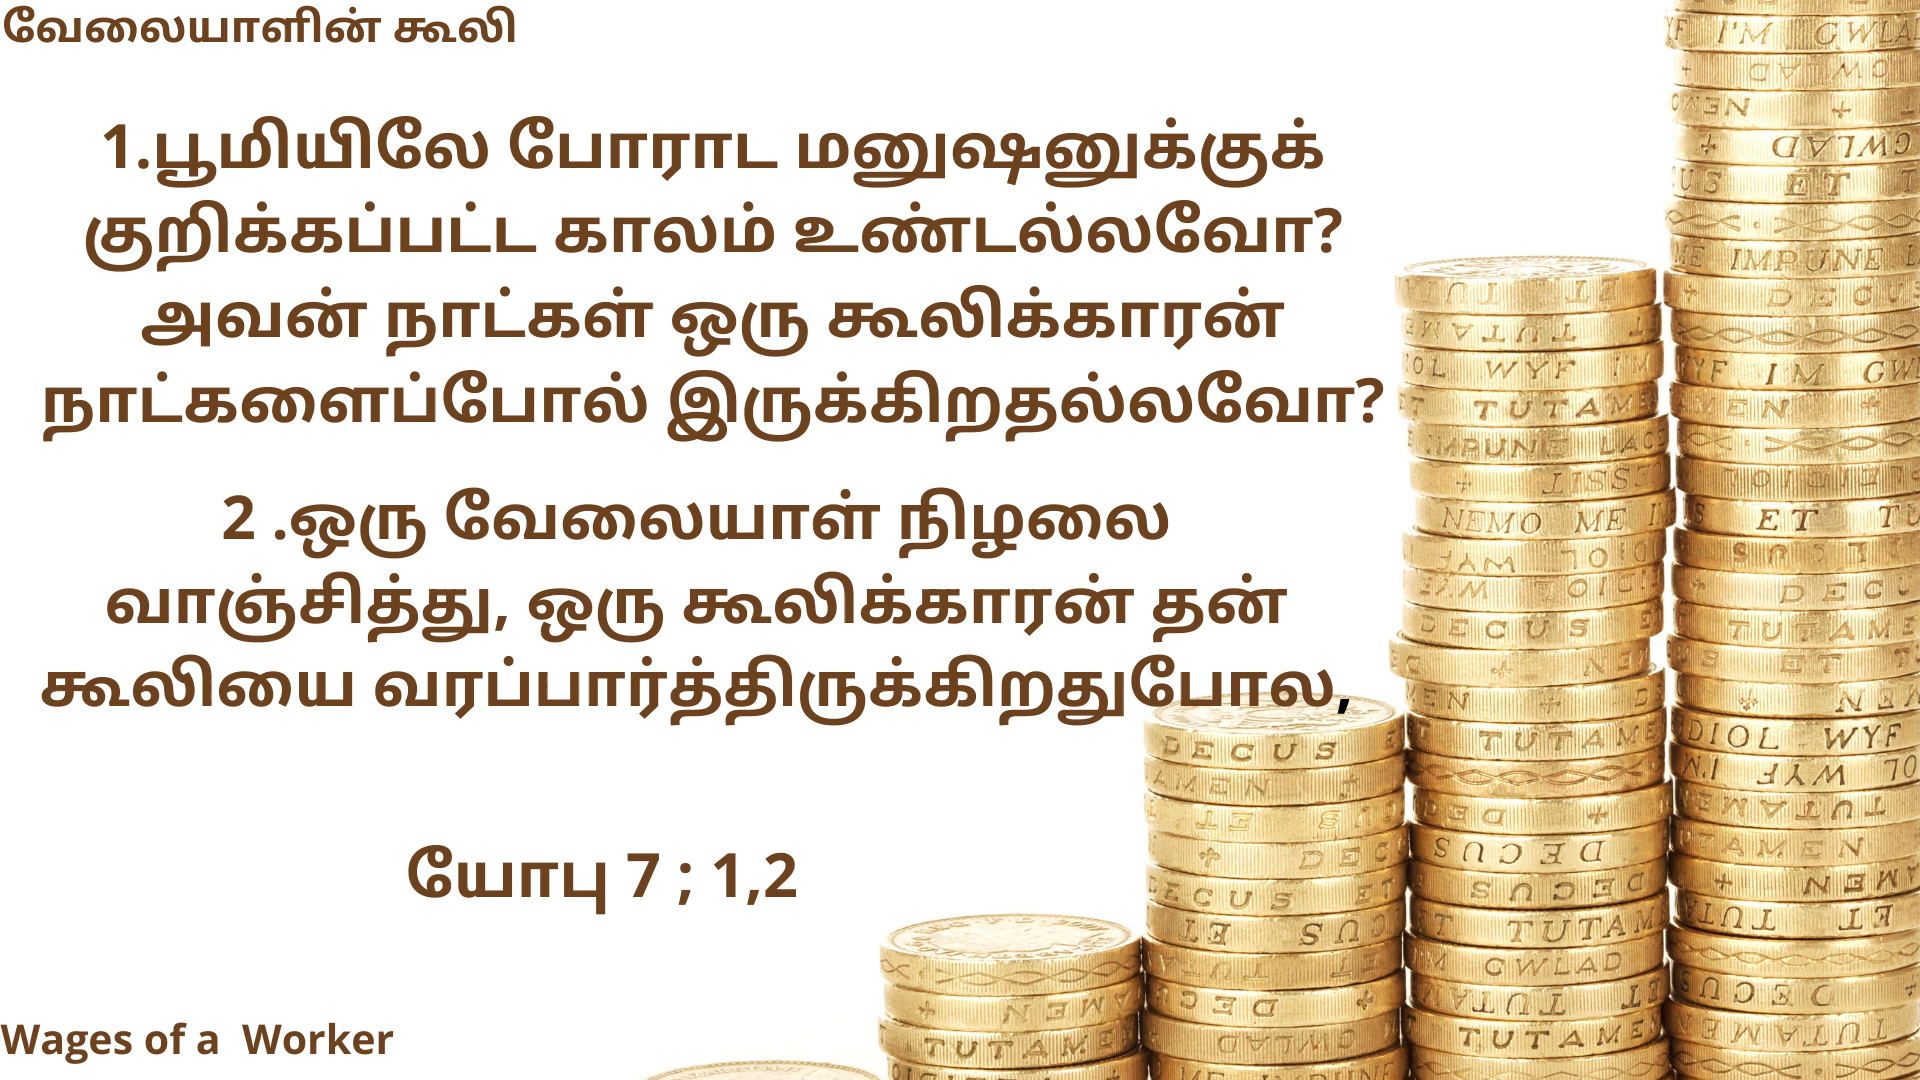 வேலையாளின் கூலி
1.பூமியிலே போராட மனுஷனுக்குக்
குறிக்கப்பட்ட காலம் உண்டல்லவோ?
அவன் நாட்கள் ஒரு கூலிக்காரன்
நாட்களைப்போல் இருக்கிறதல்லவோ?
2 .ஒரு வேலையாள் நிழலை
வாஞ்சித்து, ஒரு கூலிக்காரன் தன்
கூலியை வரப்பார்த்திருக்கிறதுபோல,
யோபு 7 ; 1,2
Wages of a  Worker